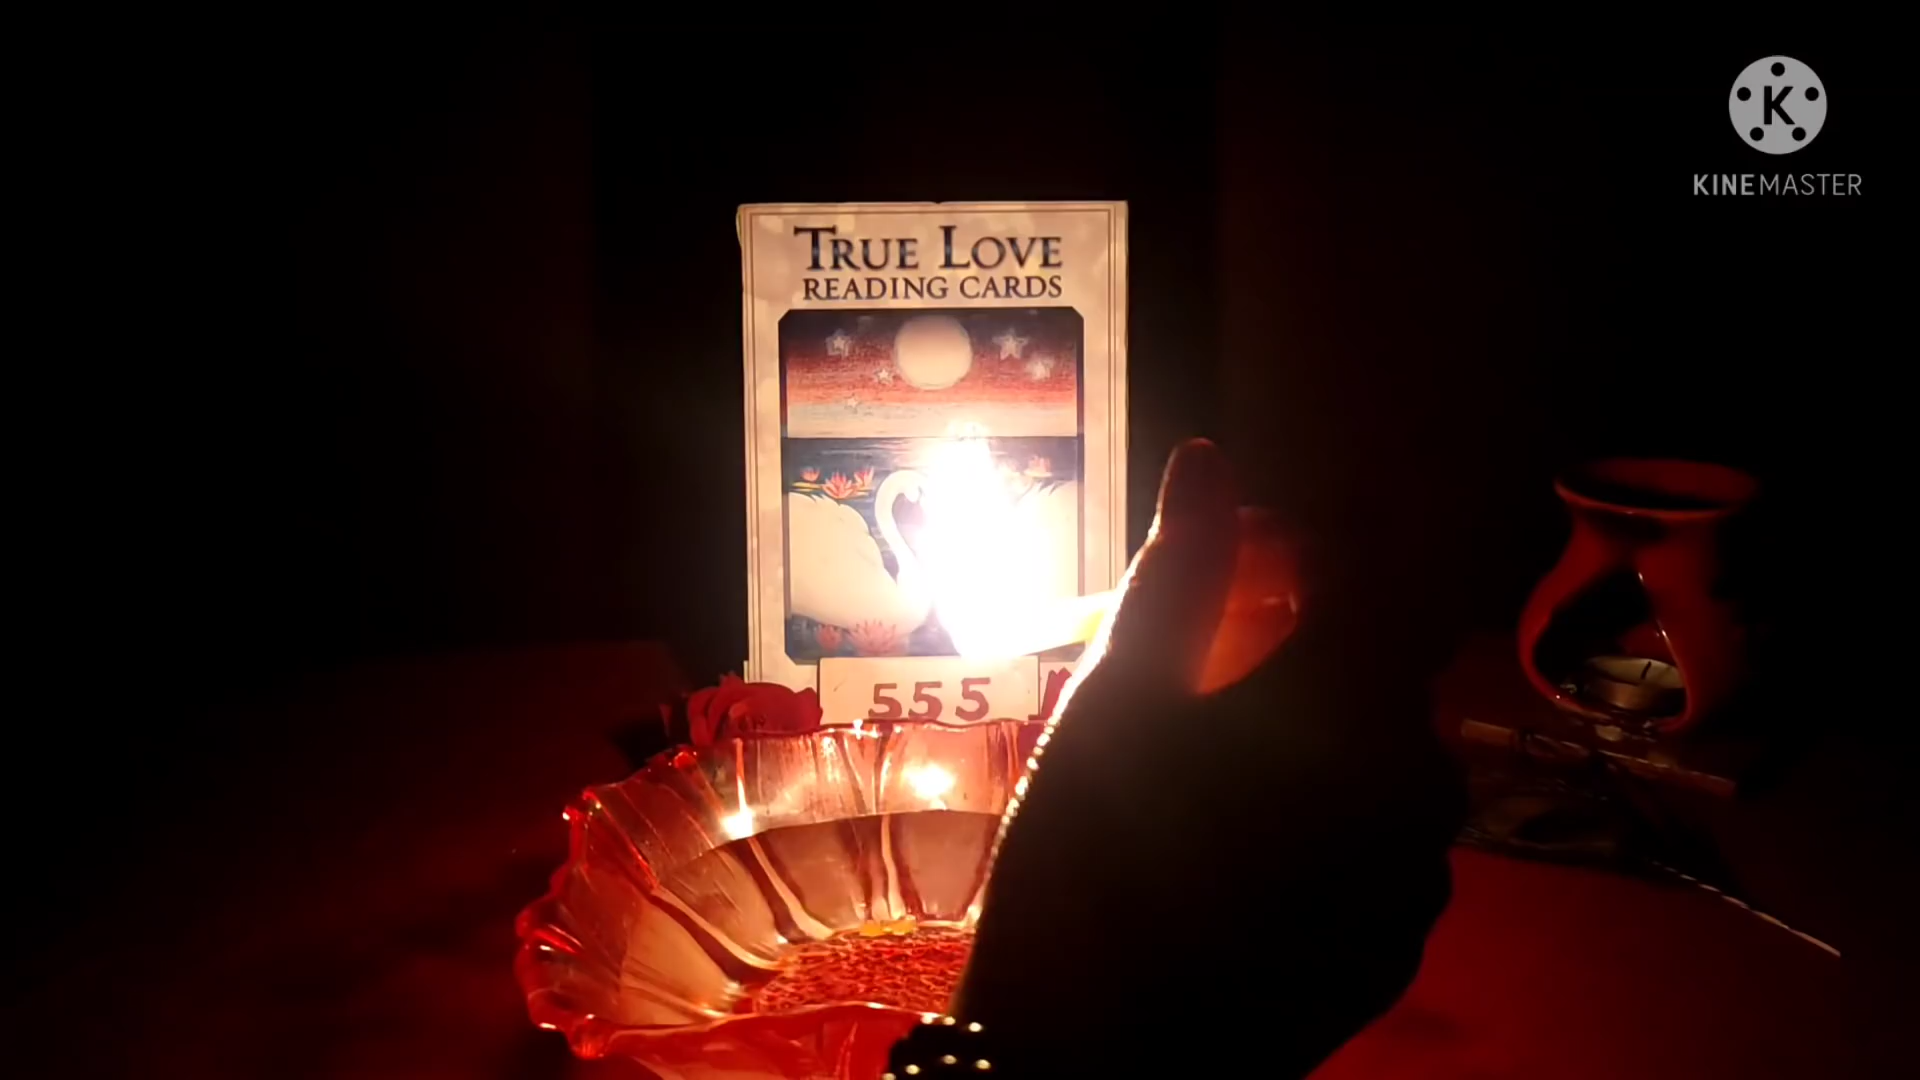 TRUE LOVE
READING CARDS
555
K
KINEMASTER